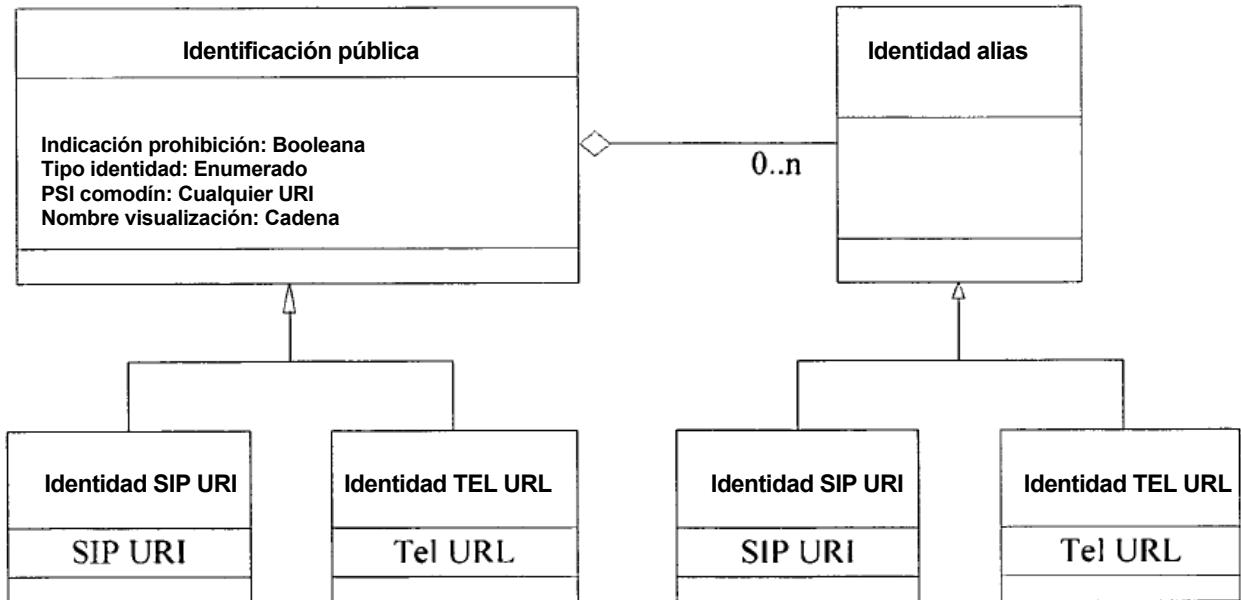 Identificación pública
Indicación prohibición: Booleana
Tipo identidad: Enumerado
PSI comodín: Cualquier URI
Nombre visualización: Cadena
Identidad alias
0..n
Identidad SIP URI
SIP URI
Identidad TEL URL
Tel URL
Identidad SIP URI
SIP URI
Identidad TEL URL
Tel URL